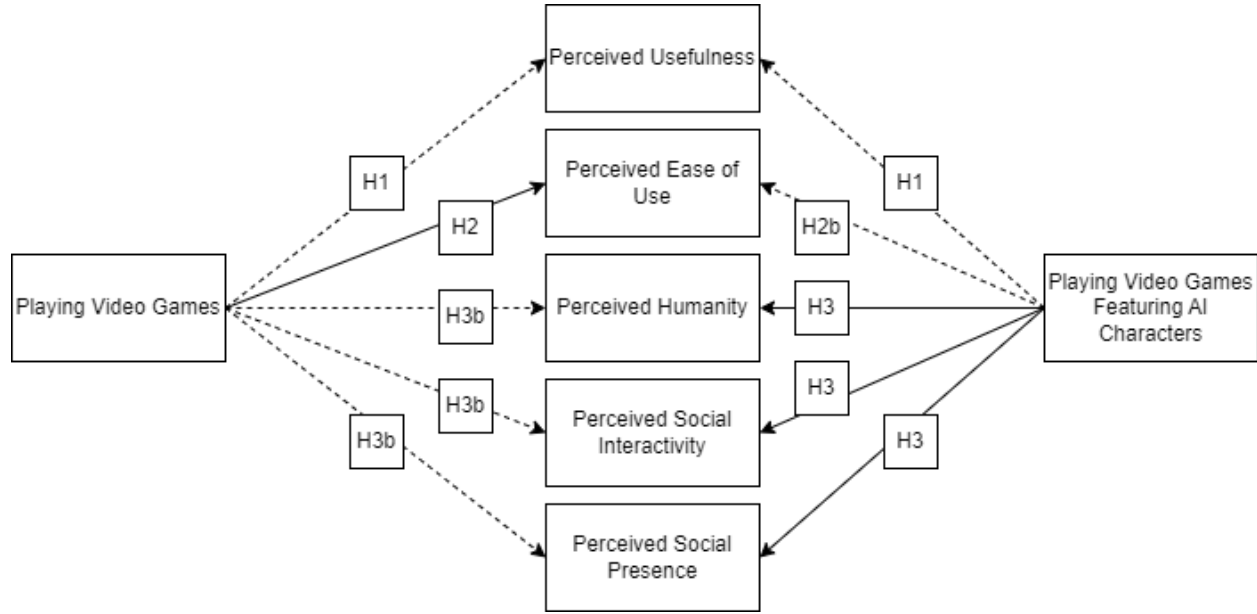 Perceived Usefulness
Perceived Ease of
Use
H1
H1
H2
H2b
Playing Video Games
H3b
Perceived Humanity
H3
Playing Video Games
Featuring AI
Characters
H3b
H3
Perceived Social
Interactivity
H3b
H3
Perceived Social
Presence